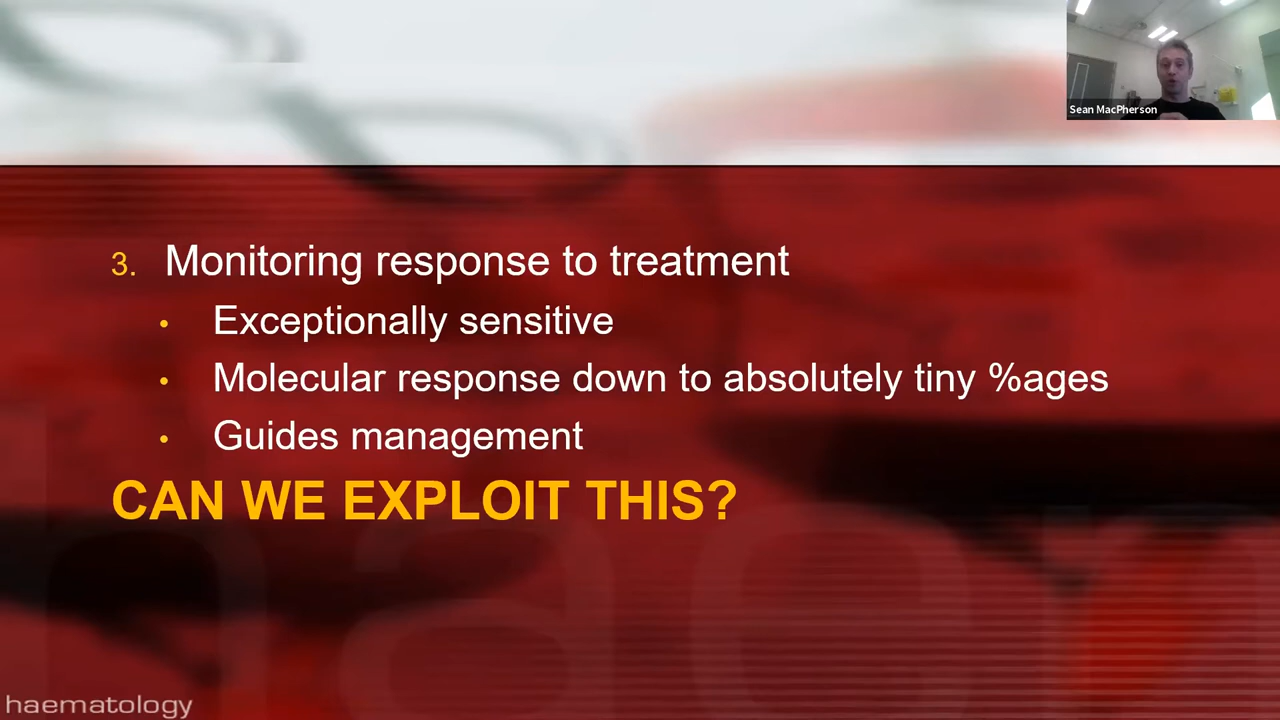 Sean MacPherson
3. Monitoring response to treatment
• Exceptionally sensitive
• Molecular response down to absolutely tiny %ages
• Guides management
CAN WE EXPLOIT THIS?
haematology